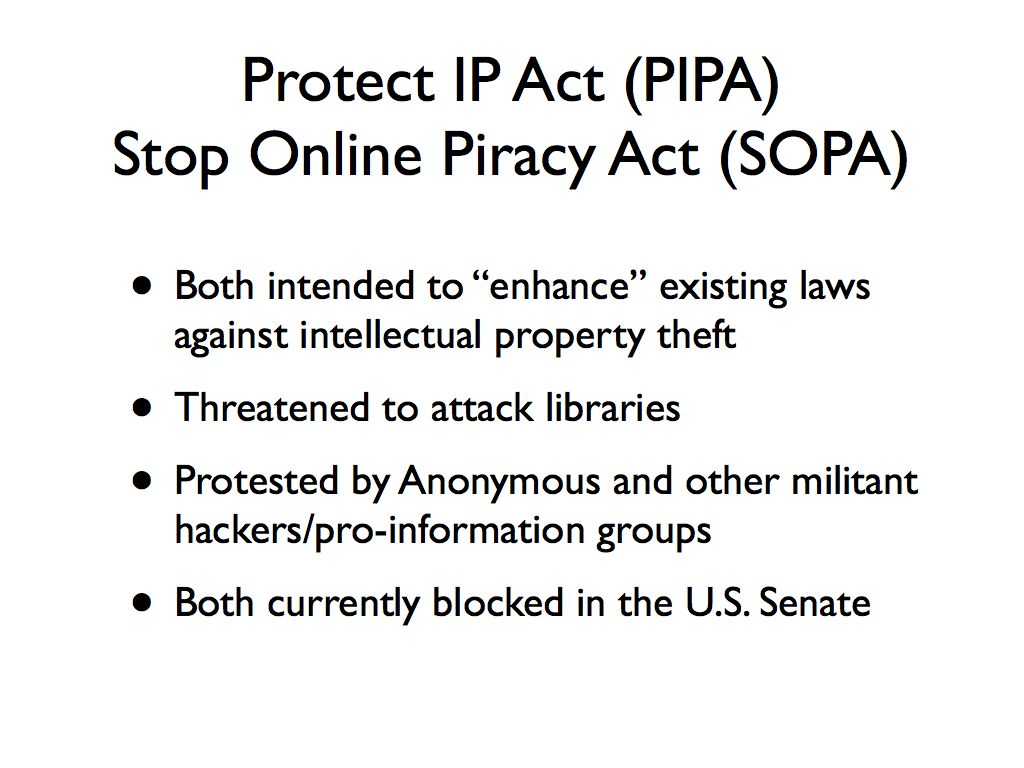 Protect IP Act (PIPA)
Stop Online Piracy Act (SOPA)
• Both intended to “enhance” existing laws
against intellectual property theft
• Threatened to attack libraries
• Protested by Anonymous and other militant
hackers/pro-information groups
• Both currently blocked in the U.S. Senate